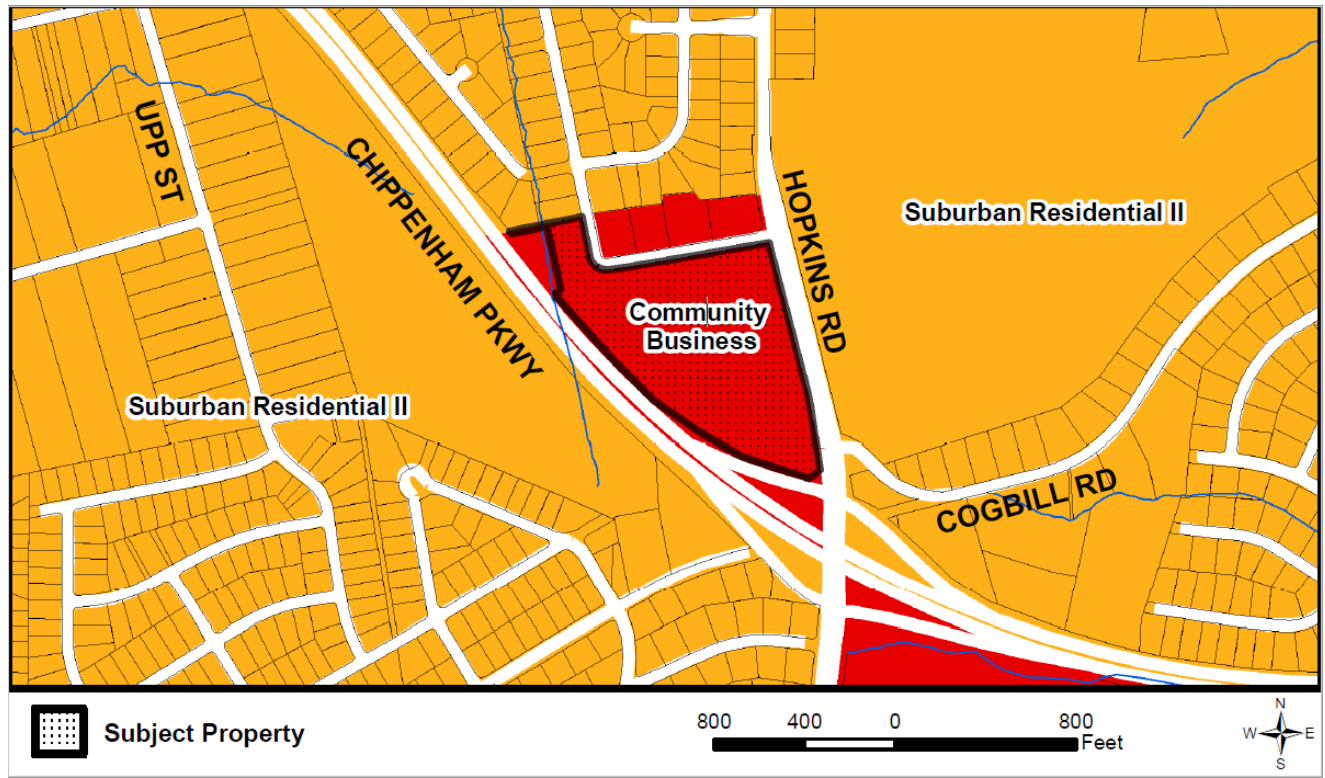 UPP ST
CHIPPENHAM PKWY
HOPKINS RD
Suburban Residential II
Community
Business
Suburban Residential II
COGBILL RD
Subject Property
800 400 0 800
Feet
N
W E
S